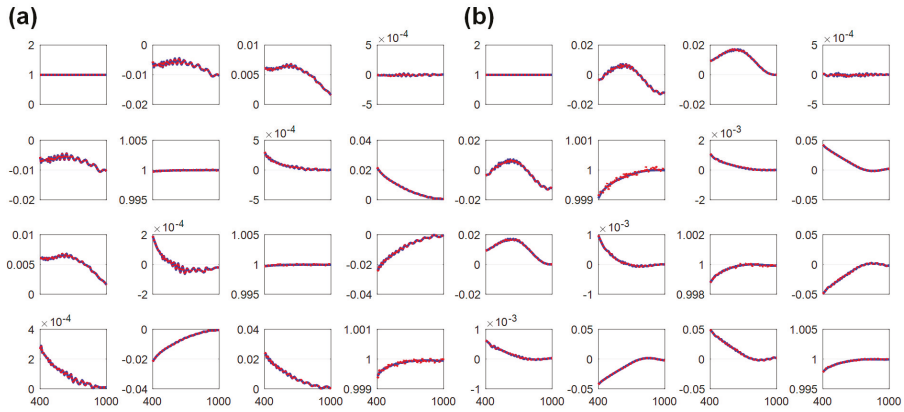 (a) (b)
× 10⁻⁴ × 10⁻⁴
2 0 0.01 5 2 0.02 0.02 5
1 -0.01 0.005 0 1 0 0 0
0 -0.02 0 -5 0 -0.02 -0.02 -5
× 10⁻⁴ × 10⁻³
0 1.005 5 0.04 0.02 1.001 2 0.05
-0.01 1 0 0.02 0 1 0 0
-0.02 0.995 -5 0 -0.02 0.999 -2 -0.05
× 10⁻⁴ × 10⁻³
0.01 2 1.005 0 0.02 1 1.002 0.05
0.005 0 1 -0.02 0 0 1 0
0 2 0.995 -0.04 -0.02 -1 0.998 -0.05
× 10⁻⁴ × 10⁻³
4 0 0.04 1.001 1 0.05 0.05 1.005
2 -0.02 0.02 1 0 0 0 1
0 -0.04 0 0.999 -1 -0.05 -0.05 0.995
400 1000 400 1000 400 1000 400 1000 400 1000 400 1000 400 1000 400 1000